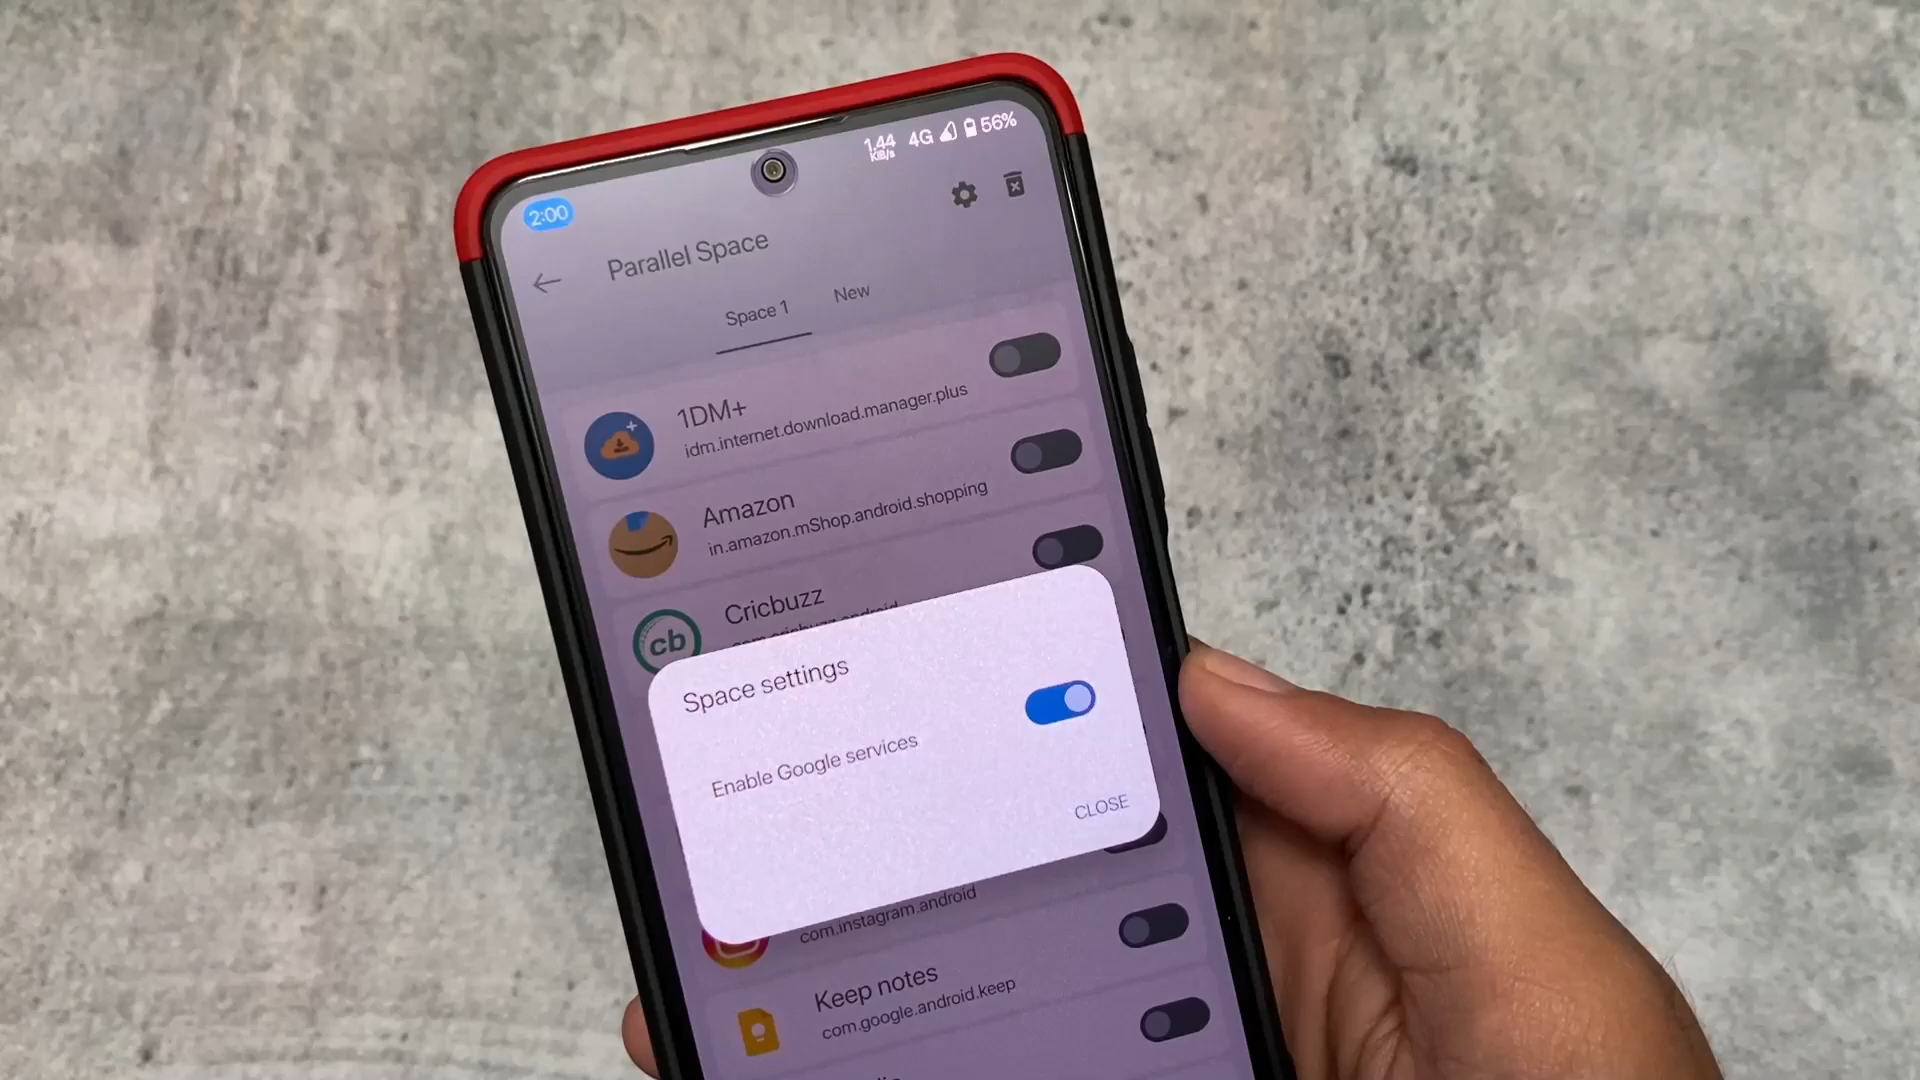 1.44
KiB/s
4G
56%
2:00
Parallel Space
Space 1
New
1DM+
idm.internet.download.manager.plus
Amazon
in.amazon.mShop.android.shopping
Cricbuzz
cb
Space settings
Enable Google services
CLOSE
com.instagram.android
Keep notes
com.google.android.keep